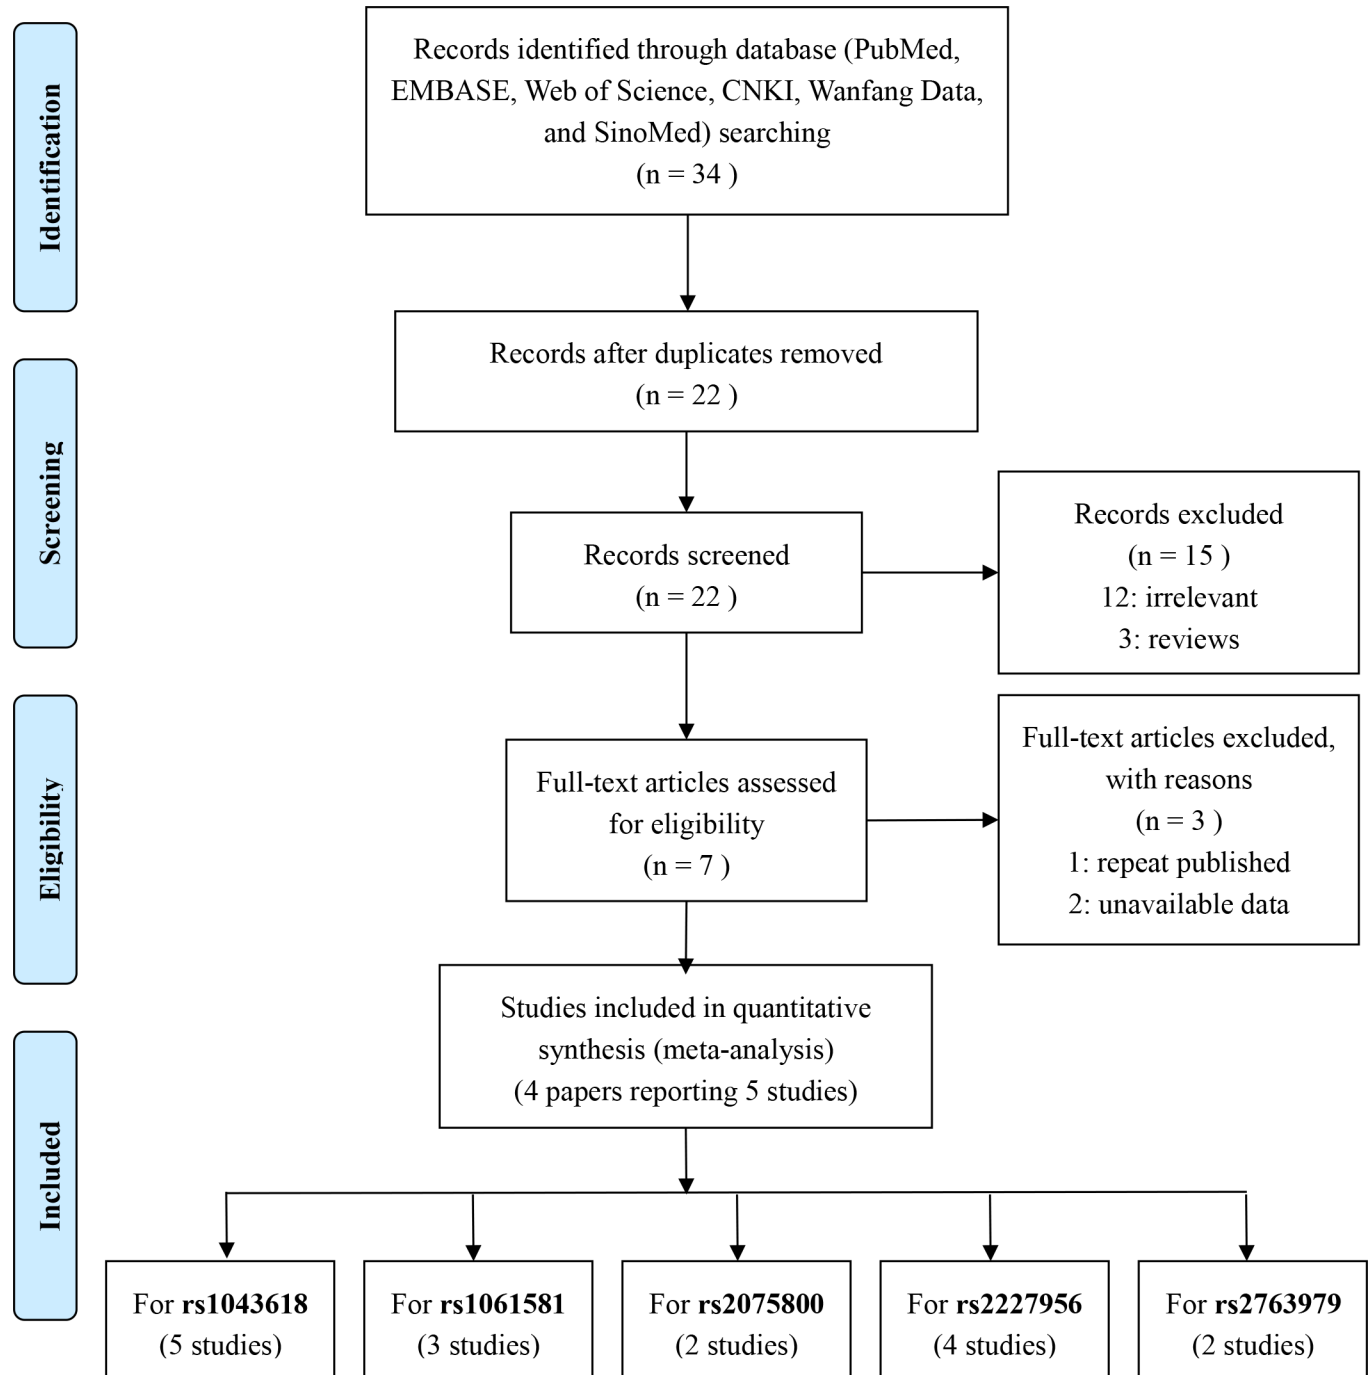 Identification
Records identified through database (PubMed,
EMBASE, Web of Science, CNKI, Wanfang Data,
and SinoMed) searching
(n = 34 )
Records after duplicates removed
(n = 22 )
Screening
Records screened
(n = 22 )
Records excluded
(n = 15 )
12: irrelevant
3: reviews
Eligibility
Full-text articles assessed
for eligibility
(n = 7 )
Full-text articles excluded,
with reasons
(n = 3 )
1: repeat published
2: unavailable data
Included
Studies included in quantitative
synthesis (meta-analysis)
(4 papers reporting 5 studies)
For rs1043618
(5 studies)
For rs1061581
(3 studies)
For rs2075800
(2 studies)
For rs2227956
(4 studies)
For rs2763979
(2 studies)